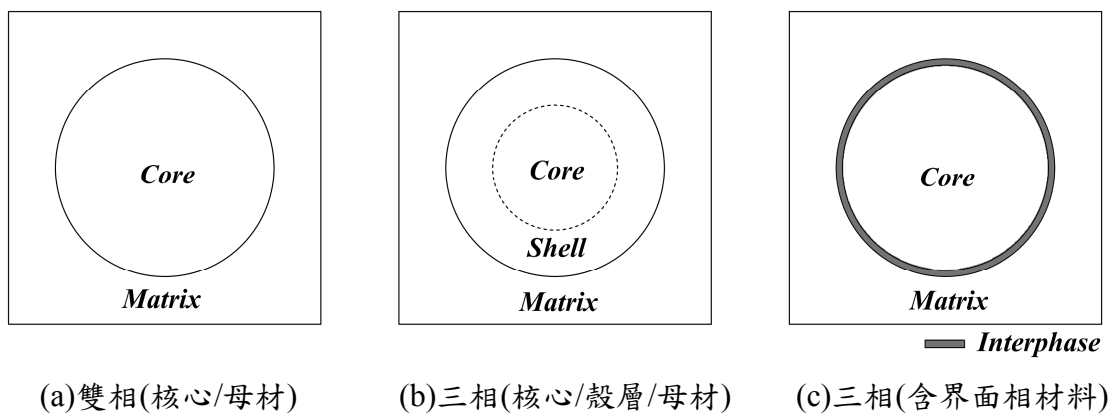 Core
Matrix
Core
Shell
Matrix
Core
Matrix
Interphase
(a)雙相(核心/母材)
(b)三相(核心/殼層/母材)
(c)三相(含界面相材料)